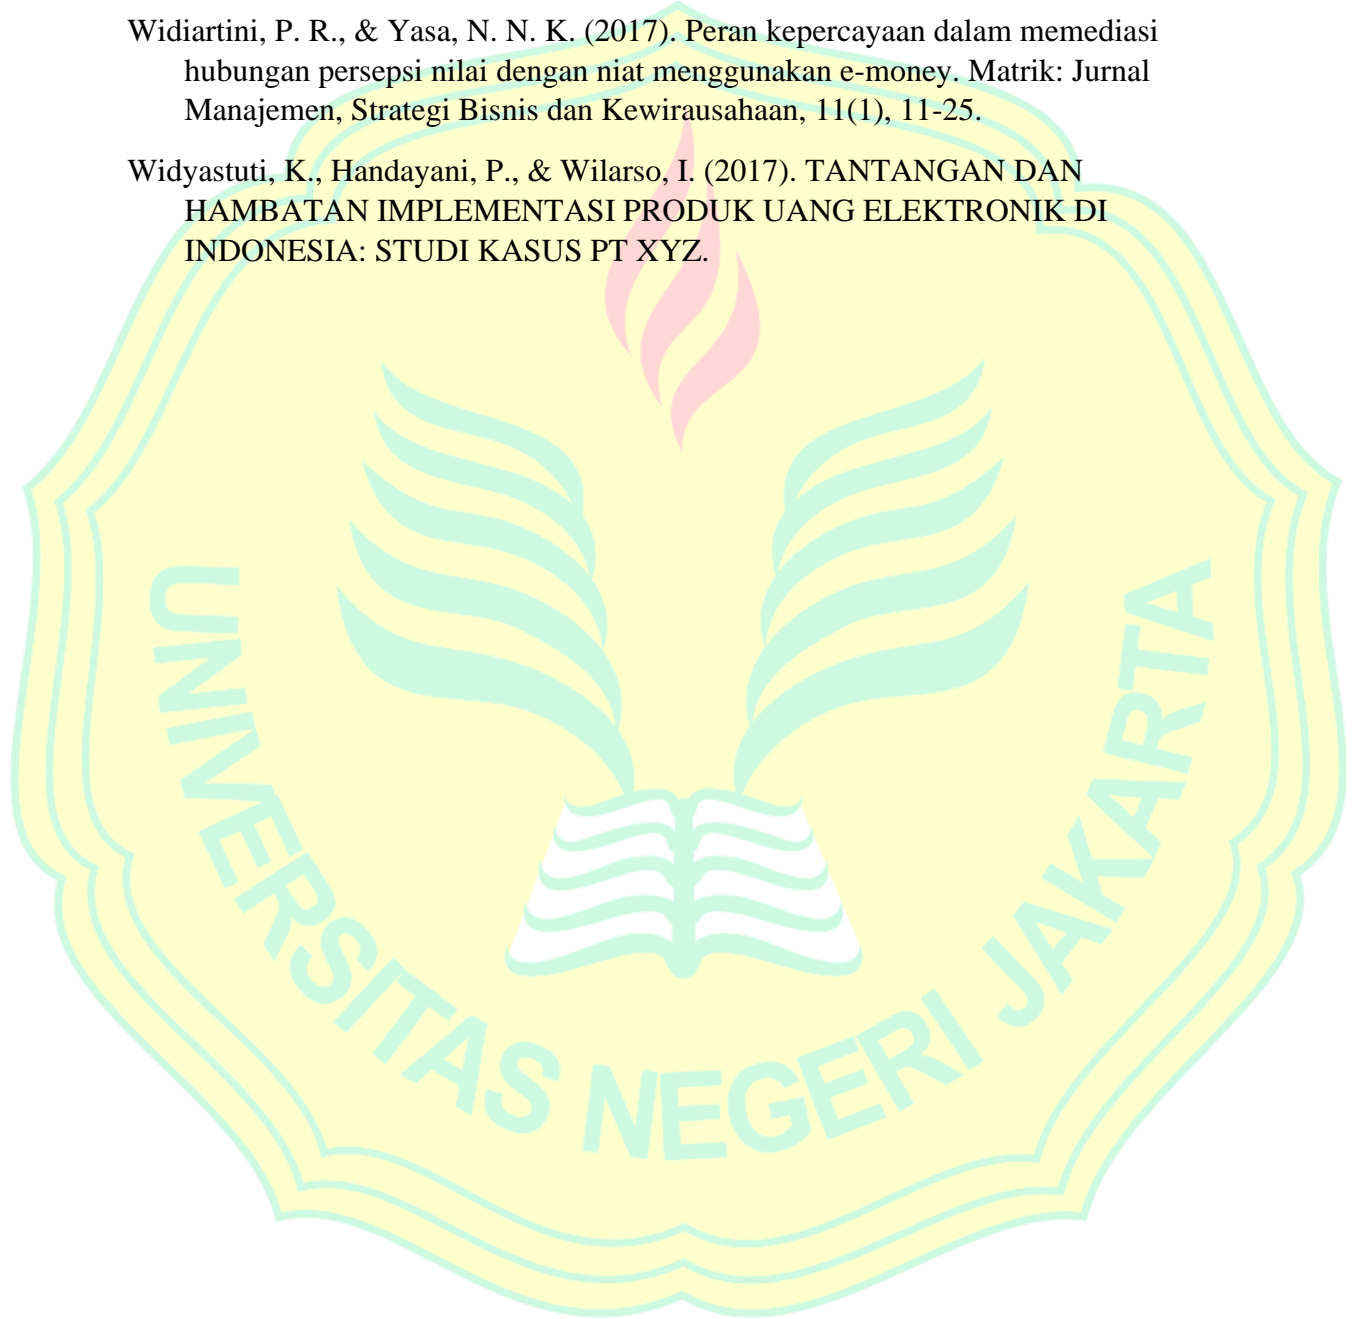 Widiartini, P. R., & Yasa, N. N. K. (2017). Peran kepercayaan dalam memediasi
hubungan persepsi nilai dengan niat menggunakan e-money. Matrik: Jurnal
Manajemen, Strategi Bisnis dan Kewirausahaan, 11(1), 11-25.
Widyastuti, K., Handayani, P., & Wilarso, I. (2017). TANTANGAN DAN
HAMBATAN IMPLEMENTASI PRODUK UANG ELEKTRONIK DI
INDONESIA: STUDI KASUS PT XYZ.
UNIVERSITAS NEGERI JAKARTA